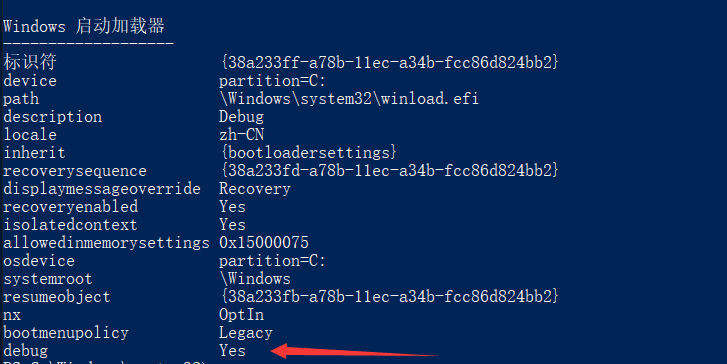 Windows 启动加载器
-------------------
标识符 {38a233ff-a78b-11ec-a34b-fcc86d824bb2}
device partition=C:
path \Windows\system32\winload.efi
description Debug
locale zh-CN
inherit {bootloadersettings}
recoverysequence {38a233fd-a78b-11ec-a34b-fcc86d824bb2}
displaymessageoverride Recovery
recoveryenabled Yes
isolatedcontext Yes
allowedinmemorysettings 0x15000075
osdevice partition=C:
systemroot \Windows
resumeobject {38a233fb-a78b-11ec-a34b-fcc86d824bb2}
nx OptIn
bootmenupolicy Legacy
debug Yes